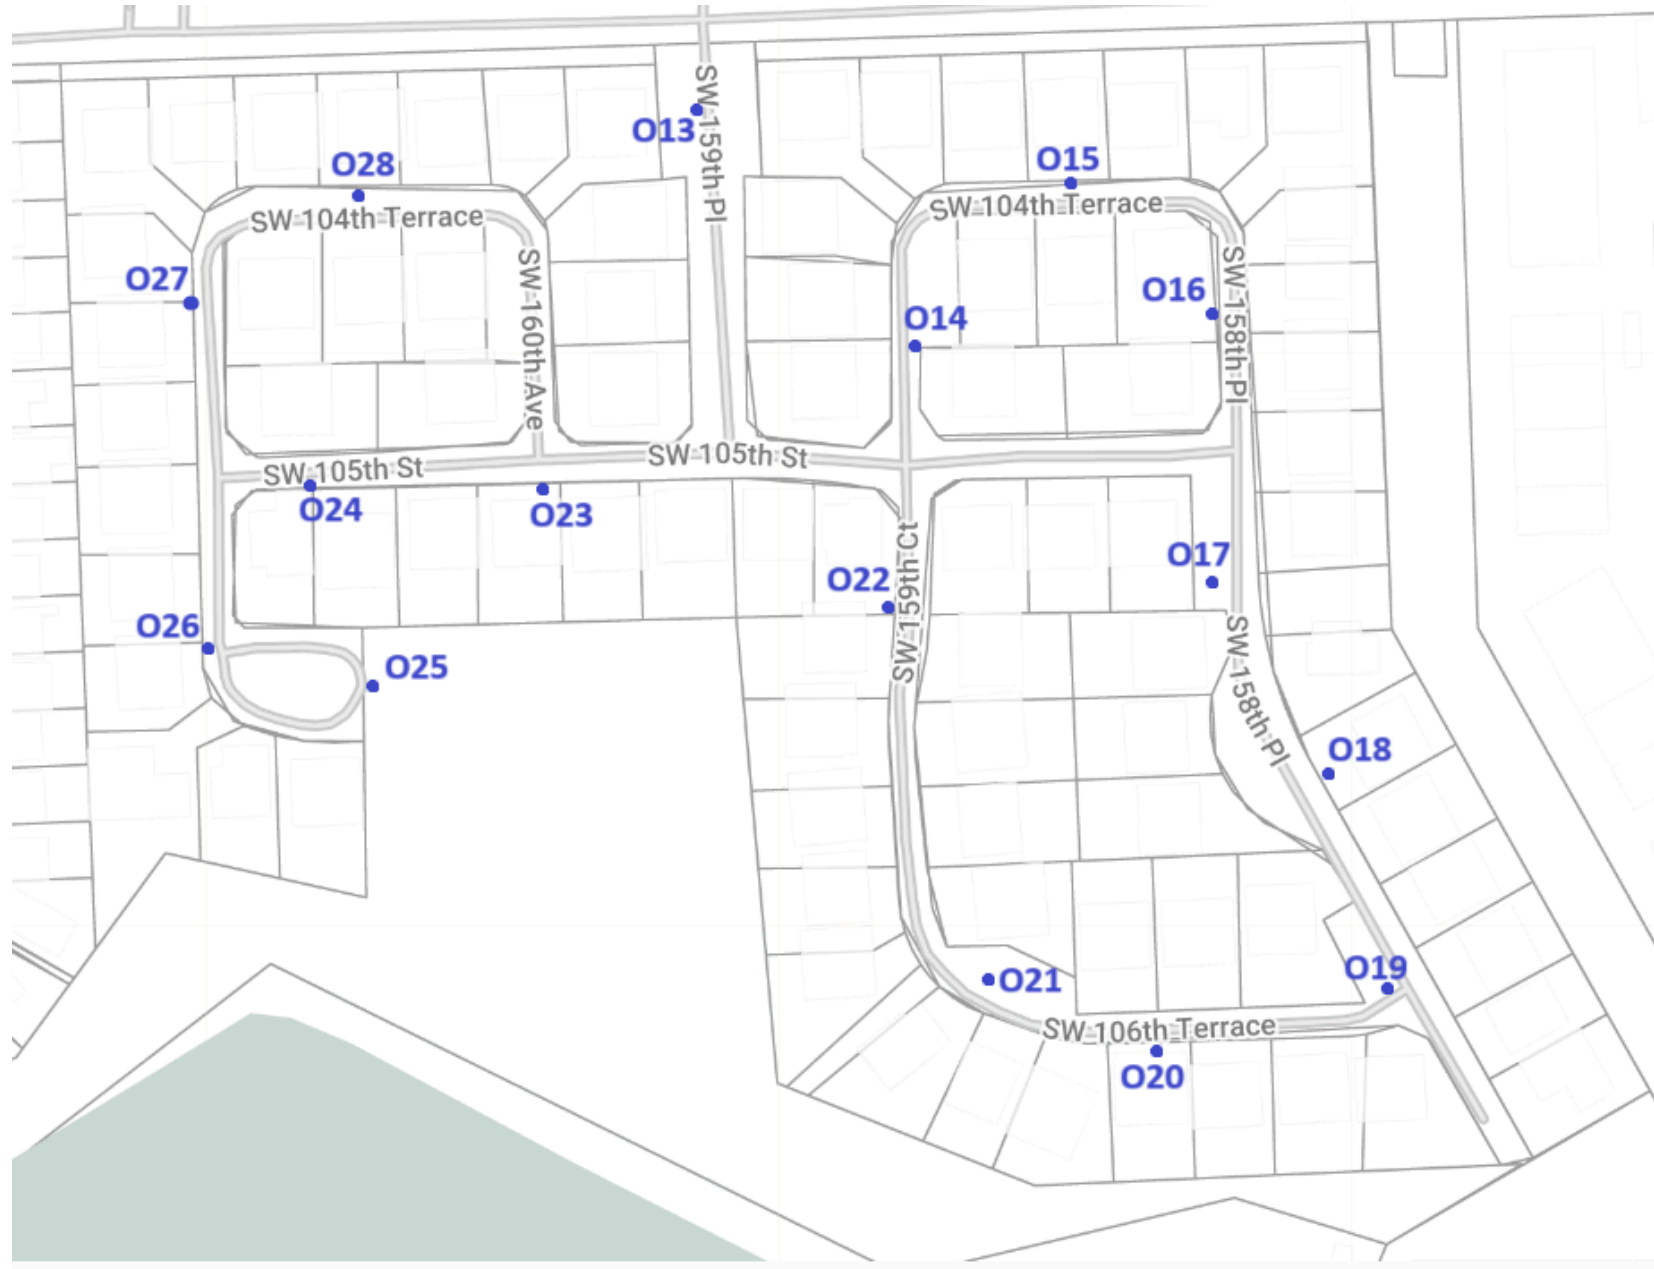 SW 159th Pl
O13
O28
O15
SW 104th Terrace
SW 104th Terrace
O27
O16
SW 158th Pl
SW 160th Ave
O14
SW 105th St
SW 105th St
O24
O23
O17
O22
SW 159th Ct
O26
O25
SW 158th Pl
O18
O19
O21
SW 106th Terrace
O20